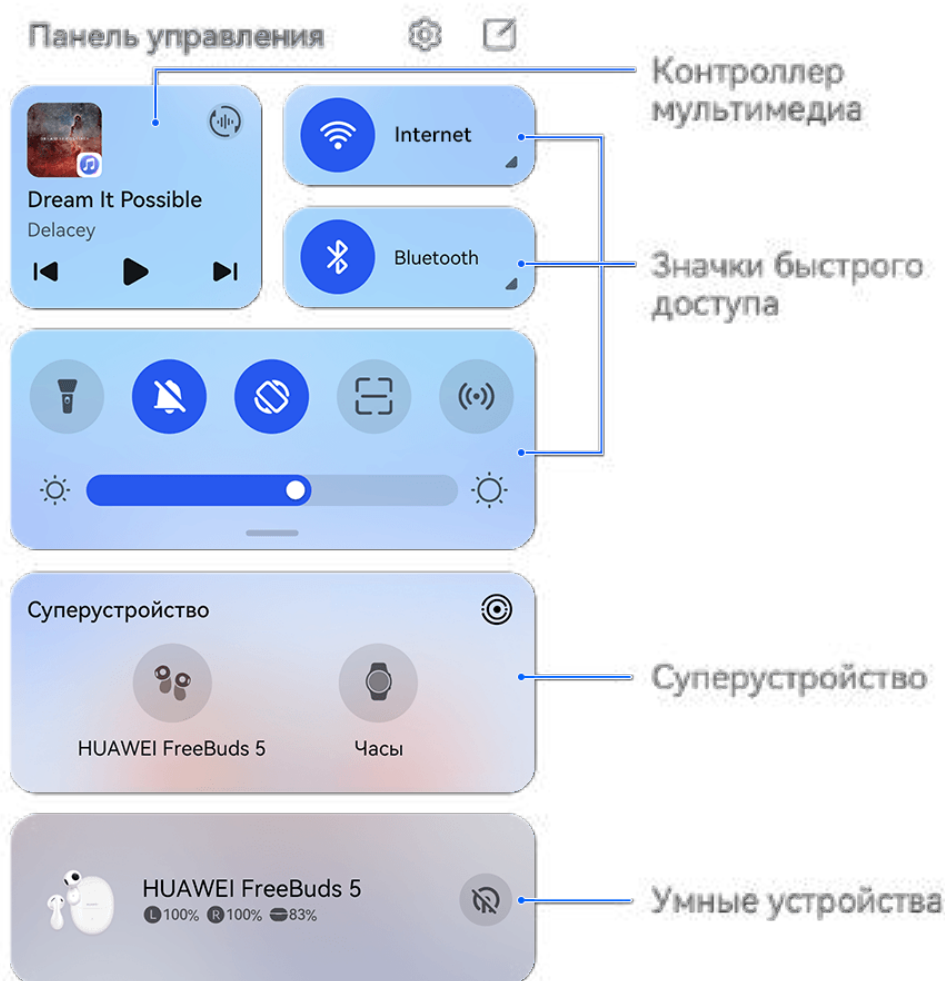 Панель управления
Контроллер
мультимедиа
Internet
Dream It Possible
Delacey
Bluetooth
Значки быстрого
доступа
Суперустройство
HUAWEI FreeBuds 5
Часы
Суперустройство
HUAWEI FreeBuds 5
L 100% R 100% 83%
Умные устройства